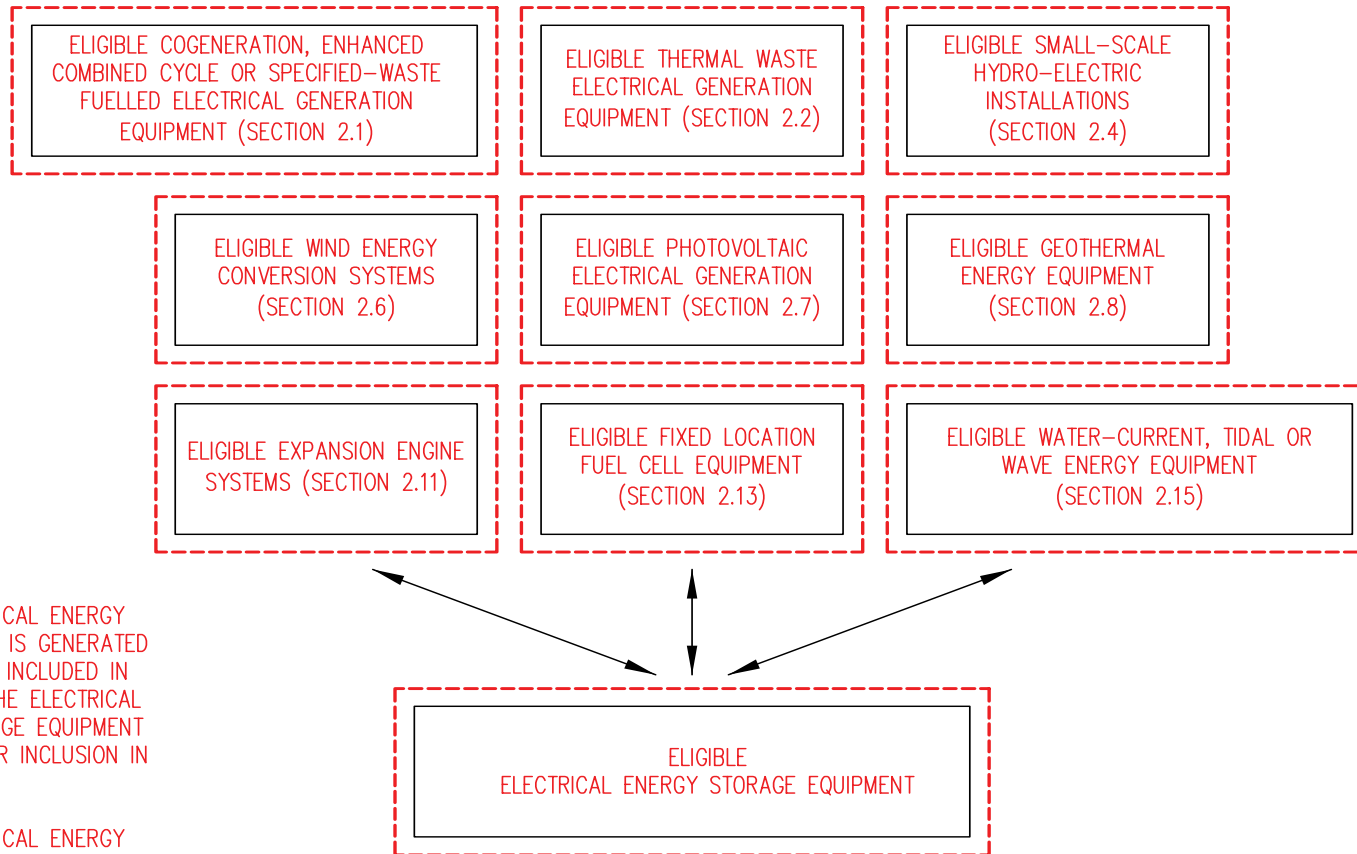 ELIGIBLE COGENERATION, ENHANCED
COMBINED CYCLE OR SPECIFIED-WASTE
FUELLED ELECTRICAL GENERATION
EQUIPMENT (SECTION 2.1)
ELIGIBLE THERMAL WASTE
ELECTRICAL GENERATION
EQUIPMENT (SECTION 2.2)
ELIGIBLE SMALL-SCALE
HYDRO-ELECTRIC
INSTALLATIONS
(SECTION 2.4)
ELIGIBLE WIND ENERGY
CONVERSION SYSTEMS
(SECTION 2.6)
ELIGIBLE PHOTOVOLTAIC
ELECTRICAL GENERATION
EQUIPMENT (SECTION 2.7)
ELIGIBLE GEOTHERMAL
ENERGY EQUIPMENT
(SECTION 2.8)
ELIGIBLE EXPANSION ENGINE
SYSTEMS (SECTION 2.11)
ELIGIBLE FIXED LOCATION
FUEL CELL EQUIPMENT
(SECTION 2.13)
ELIGIBLE WATER-CURRENT, TIDAL OR
WAVE ENERGY EQUIPMENT
(SECTION 2.15)
CAL ENERGY
IS GENERATED
INCLUDED IN
HE ELECTRICAL
GE EQUIPMENT
R INCLUSION IN
CAL ENERGY
ELIGIBLE
ELECTRICAL ENERGY STORAGE EQUIPMENT